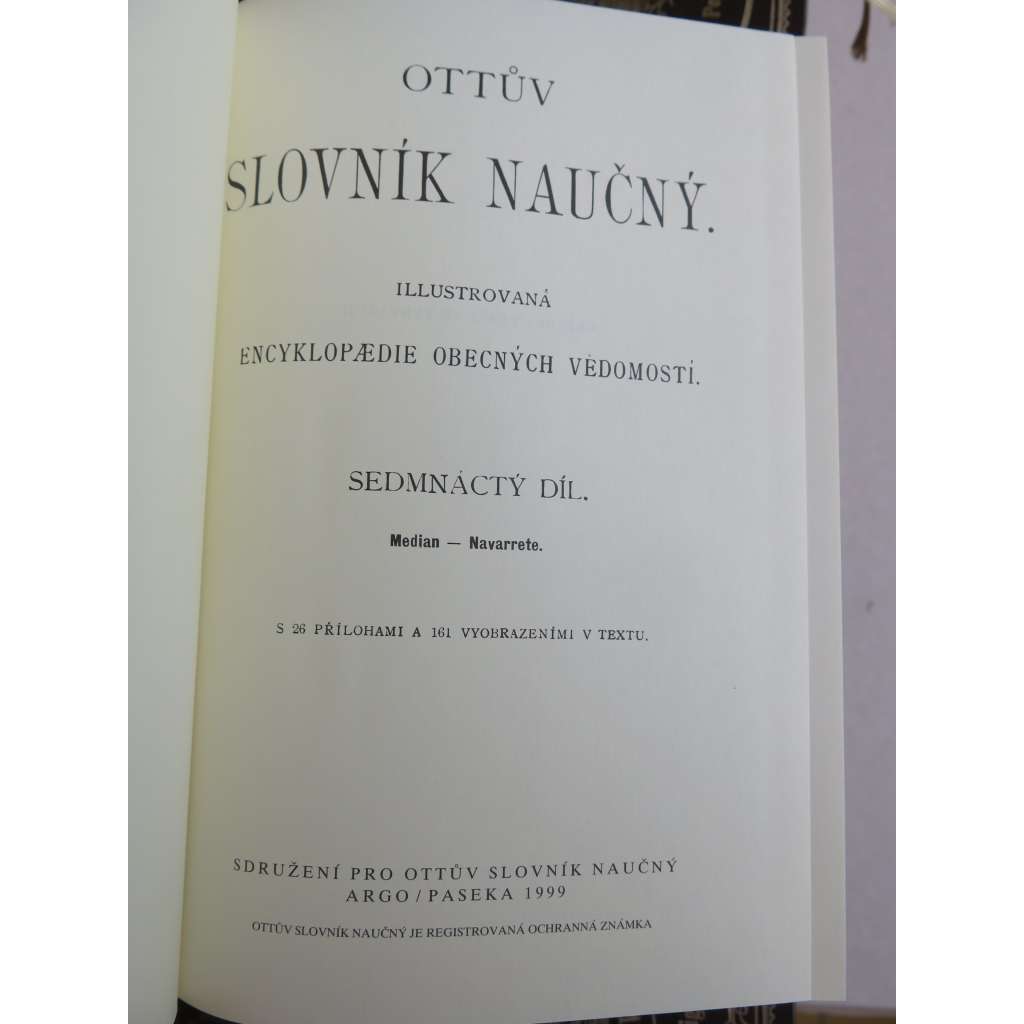 OTTŮV
SLOVNÍK NAUČNÝ.
ILLUSTROVANÁ
ENCYKLOPÆDIE OBECNÝCH VĚDOMOSTÍ.
SEDMNÁCTÝ DÍL.
Median — Navarrete.
S 26 PŘÍLOHAMI A 161 VYOBRAZENÍMI V TEXTU.
SDRUŽENÍ PRO OTTŮV SLOVNÍK NAUČNÝ
ARGO / PASEKA 1999
OTTŮV SLOVNÍK NAUČNÝ JE REGISTROVANÁ OCHRANNÁ ZNÁMKA